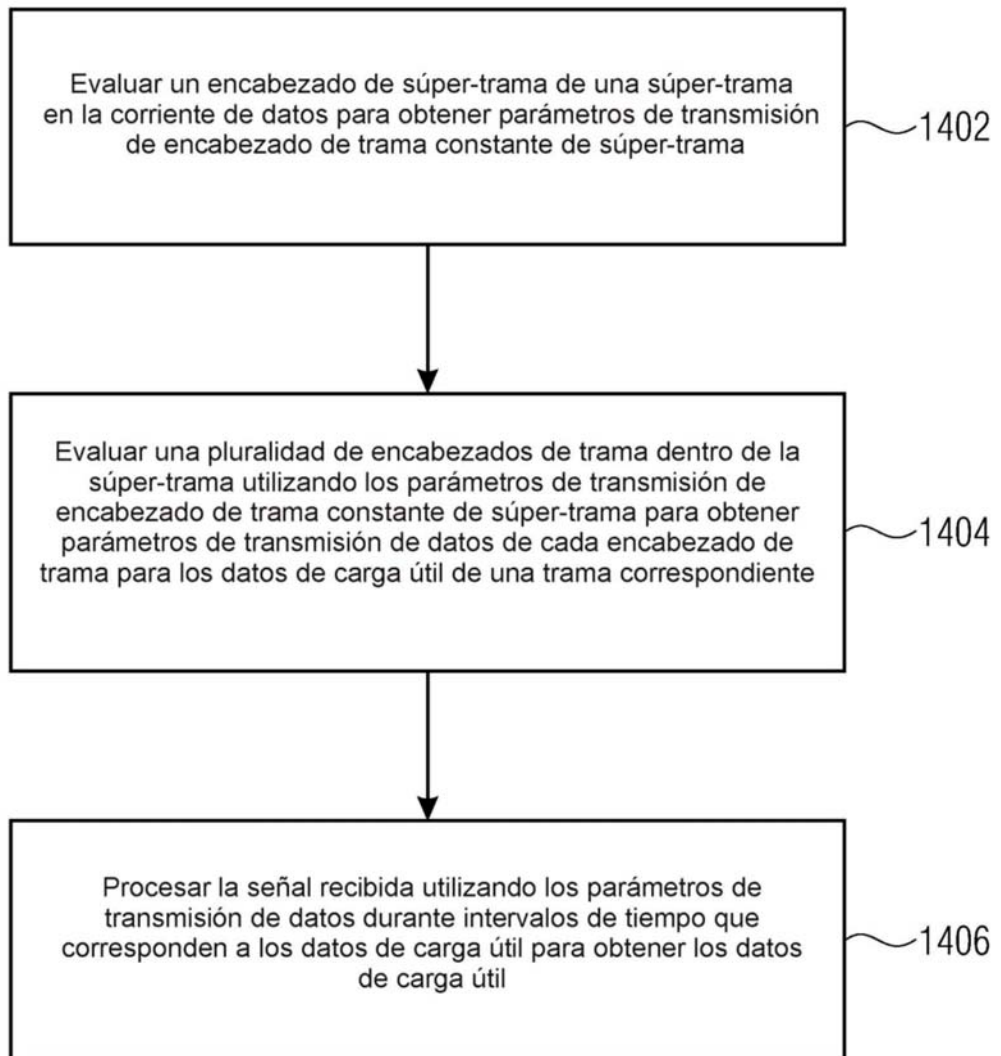 Evaluar un encabezado de súper-trama de una súper-trama
en la corriente de datos para obtener parámetros de transmisión
de encabezado de trama constante de súper-trama
1402
Evaluar una pluralidad de encabezados de trama dentro de la
súper-trama utilizando los parámetros de transmisión de
encabezado de trama constante de súper-trama para obtener
parámetros de transmisión de datos de cada encabezado de
trama para los datos de carga útil de una trama correspondiente
1404
Procesar la señal recibida utilizando los parámetros de
transmisión de datos durante intervalos de tiempo que
corresponden a los datos de carga útil para obtener los datos
de carga útil
1406